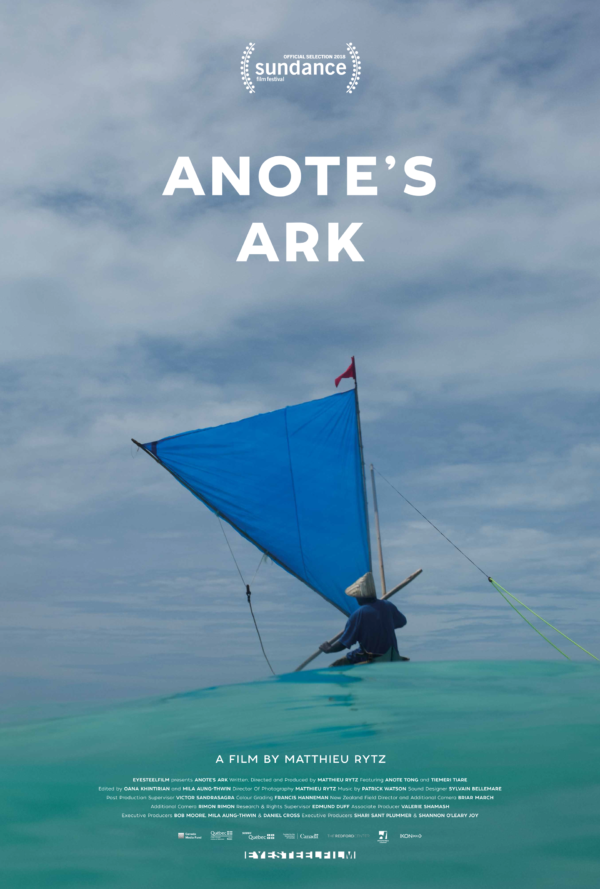 OFFICIAL SELECTION 2018
sundance
film festival
ANOTE'S
ARK
A FILM BY MATTHIEU RYTZ
EYESTEELFILM presents ANOTE'S ARK Written, Directed and Produced by MATTHIEU RYTZ Featuring ANOTE TONG and TIEMERI TIARE
Edited by OANA KHINTIRIAN and MILA AUNG-THWIN Director Of Photography MATTHIEU RYTZ Music by PATRICK WATSON Sound Designer SYLVAIN BELLEMARE
Post Production Supervisor VICTOR SANDRASAGRA Colour Grading FRANCIS HANNEMAN New Zealand Field Director and Additional Camera BRIAR MARCH
Additional Camera RIMON RIMON Research & Rights Supervisor EDMUND DUFF Associate Producer VALERIE SHAMASH
Executive Producers BOB MOORE, MILA AUNG-THWIN & DANIEL CROSS Executive Producers SHARI SANT PLUMMER & SHANNON O'LEARY JOY
Québec Québec Canada
EYESTEELFILM